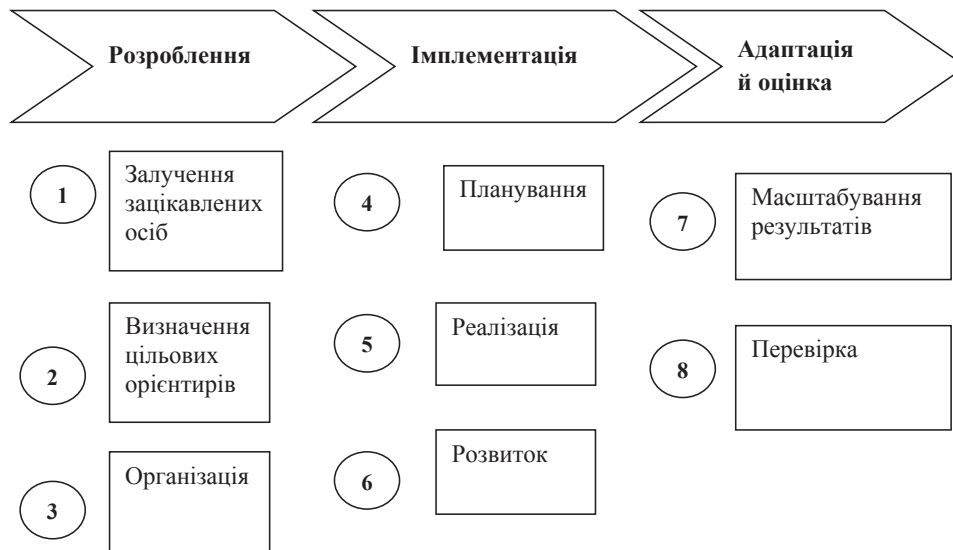 Розроблення
Імплементація
Адаптація
й оцінка
1
Залучення
зацікавлених
осіб
2
Визначення
цільових
орієнтирів
3
Організація
4
Планування
5
Реалізація
6
Розвиток
7
Масштабування
результатів
8
Перевірка